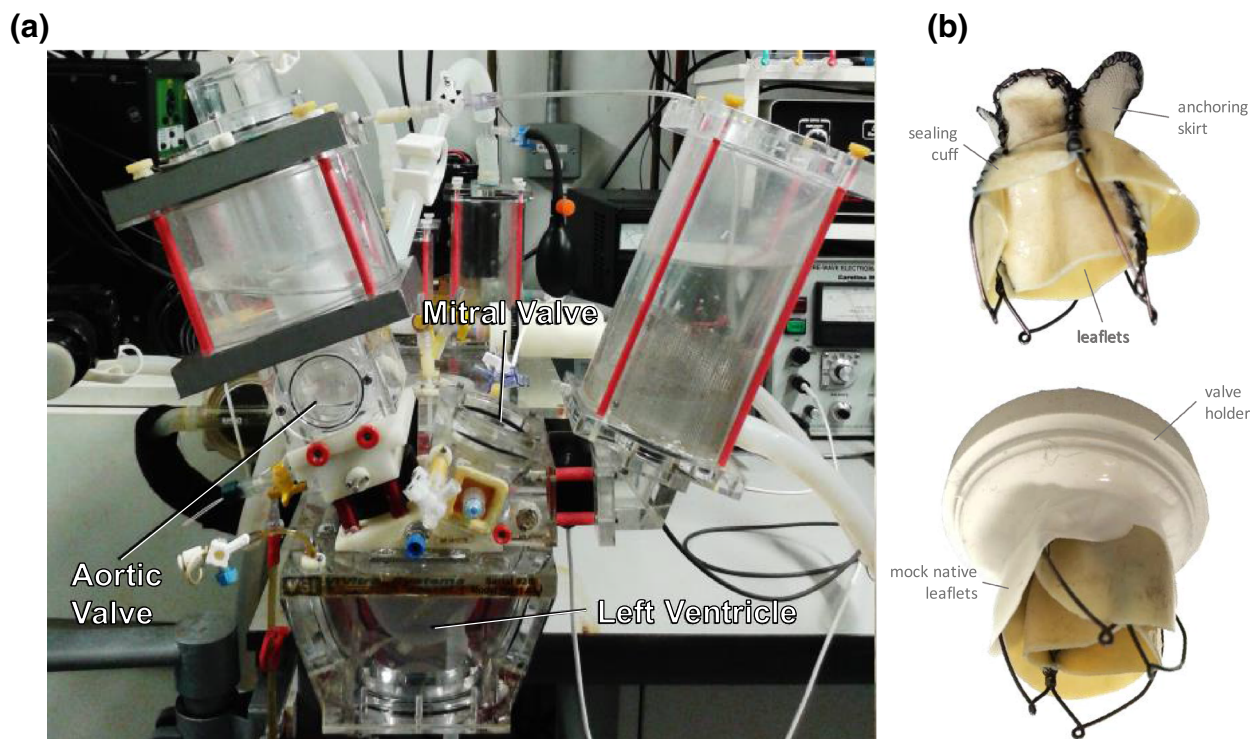 (a)
Mitral Valve
Aortic
Valve
Left Ventricle
(b)
anchoring
skirt
sealing
cuff
leaflets
valve
holder
mock native
leaflets